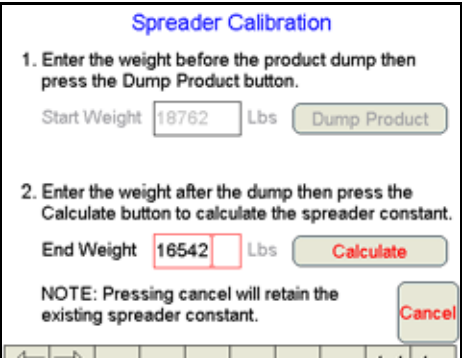 Spreader Calibration
1. Enter the weight before the product dump then
press the Dump Product button.
Start Weight 18762 Lbs Dump Product
2. Enter the weight after the dump then press the
Calculate button to calculate the spreader constant.
End Weight 16542 Lbs Calculate
NOTE: Pressing cancel will retain the
existing spreader constant.
Cancel